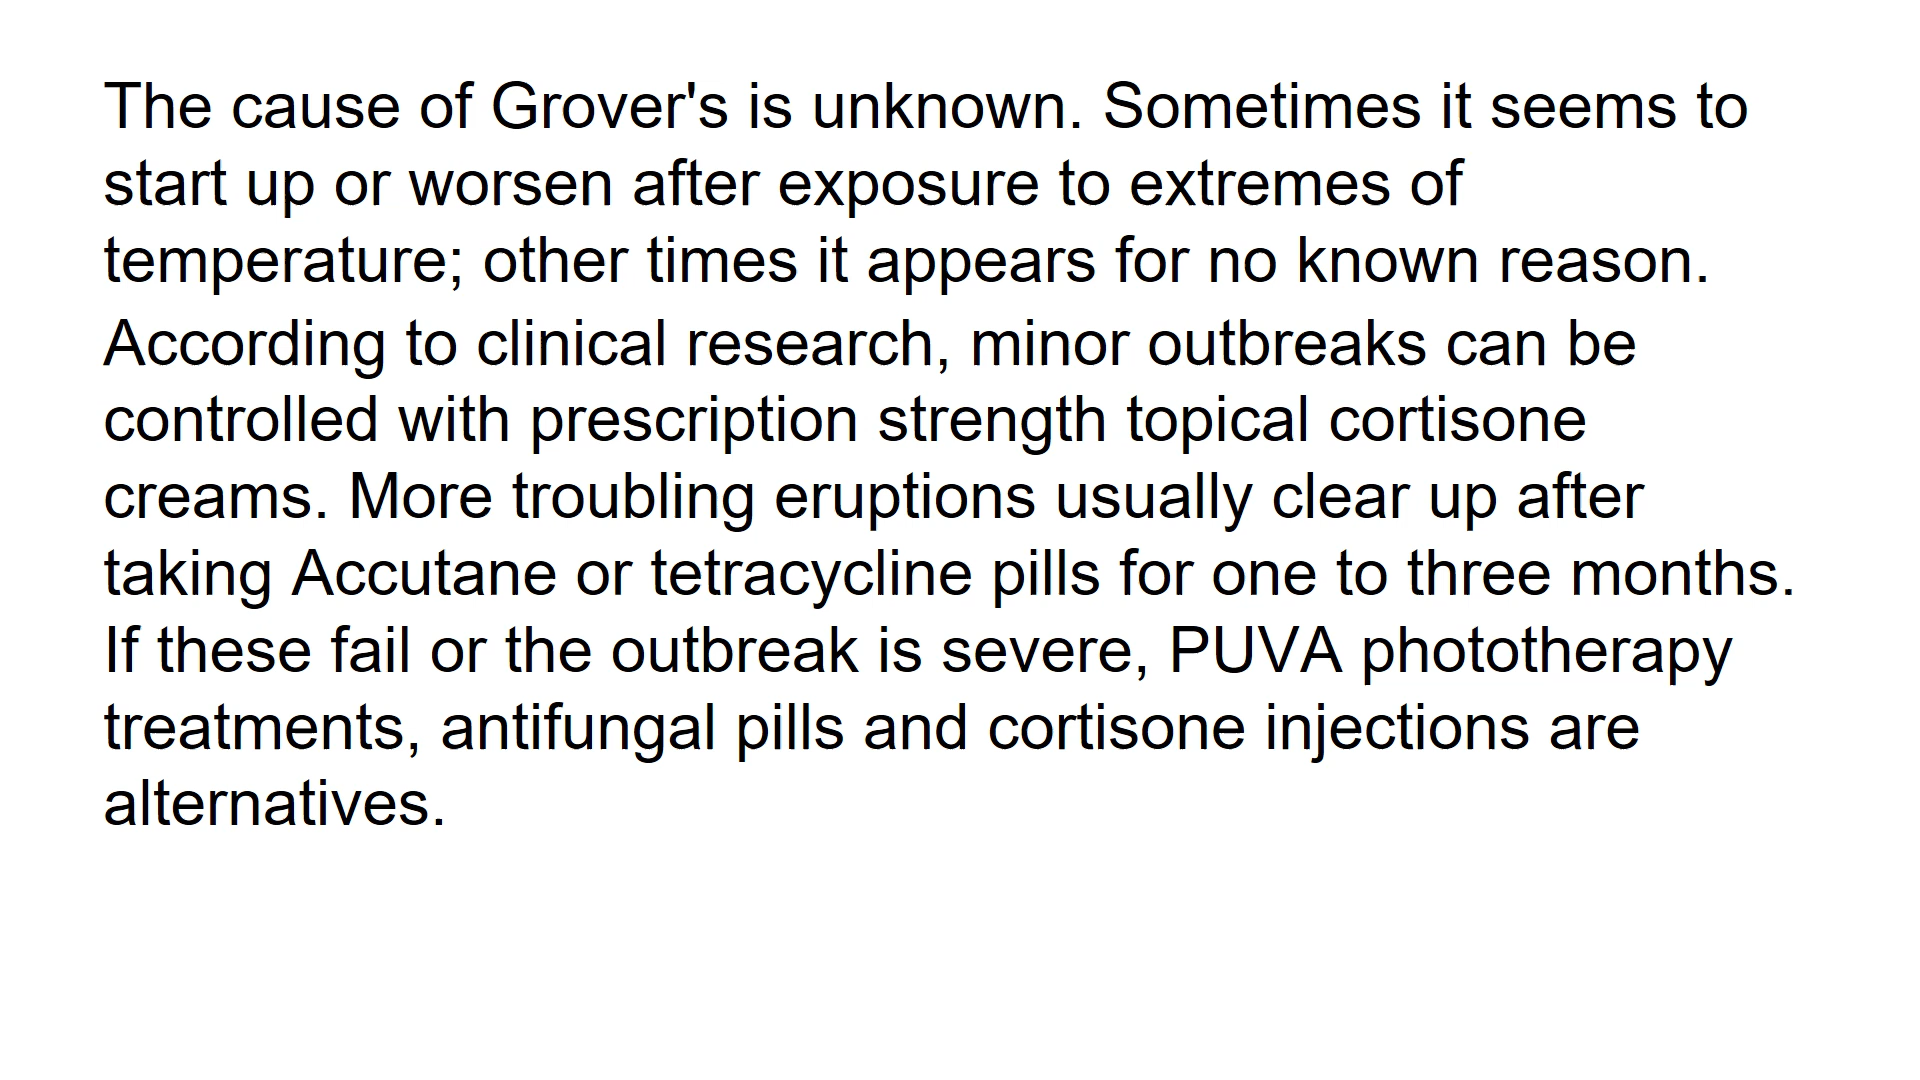 The cause of Grover's is unknown. Sometimes it seems to
start up or worsen after exposure to extremes of
temperature; other times it appears for no known reason.
According to clinical research, minor outbreaks can be
controlled with prescription strength topical cortisone
creams. More troubling eruptions usually clear up after
taking Accutane or tetracycline pills for one to three months.
If these fail or the outbreak is severe, PUVA phototherapy
treatments, antifungal pills and cortisone injections are
alternatives.